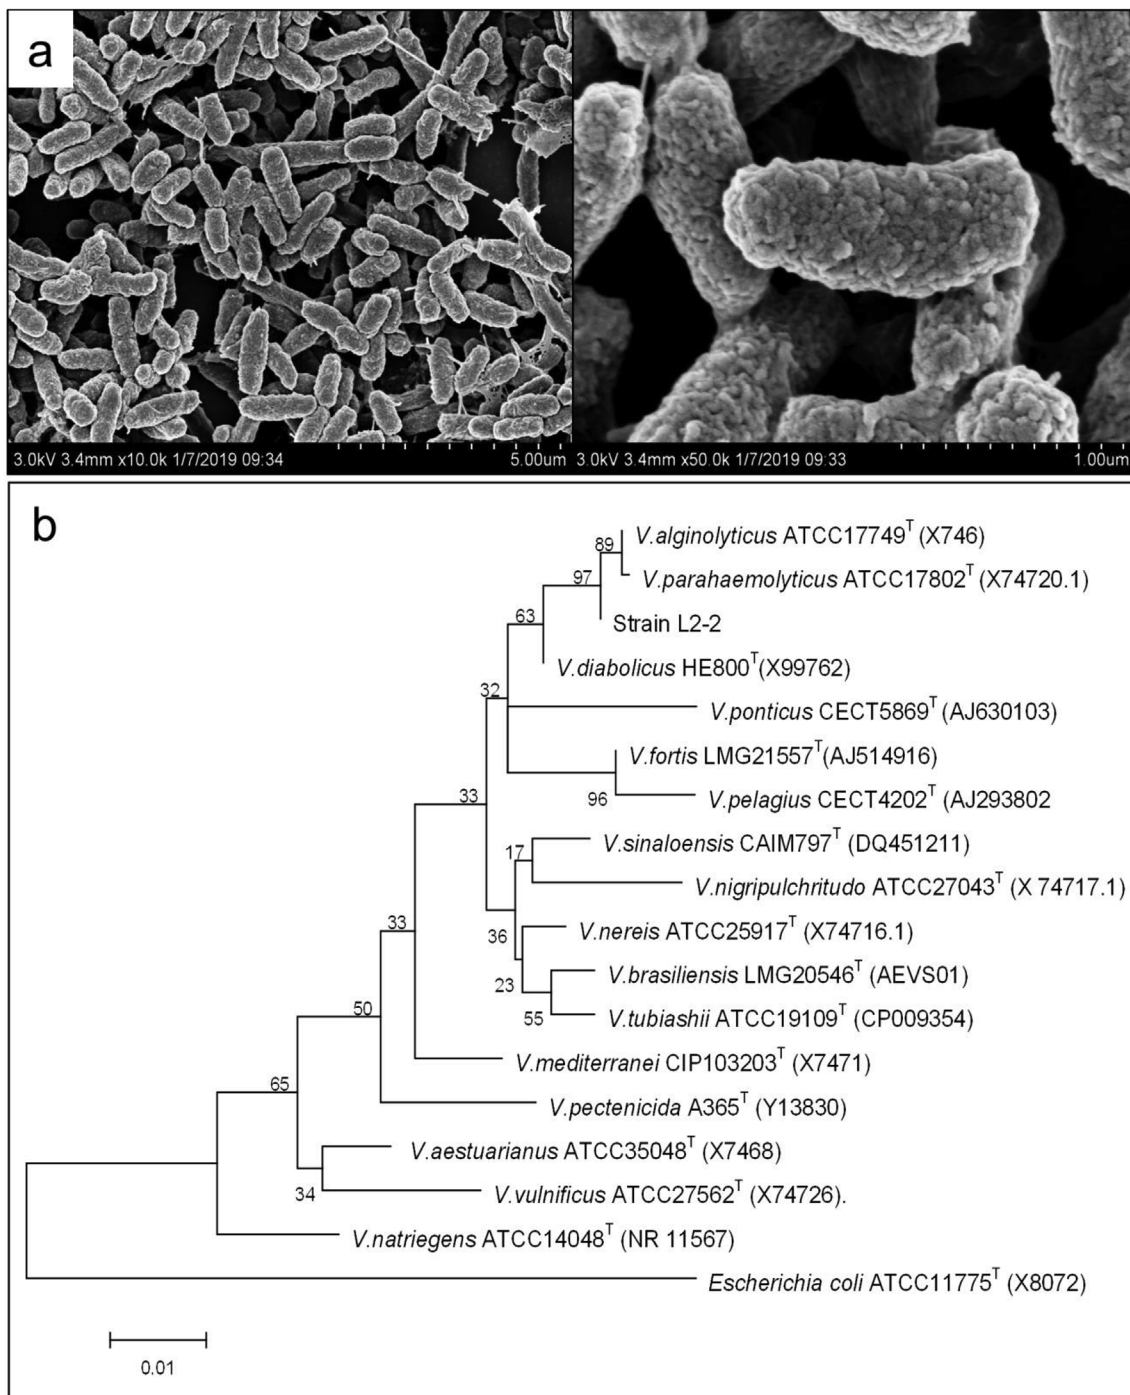 a
3.0kV 3.4mm x10.0k 1/7/2019 09:34 5.00um
3.0kV 3.4mm x50.0k 1/7/2019 09:33 1.00um
b
89
V.alginolyticus ATCC17749ᵀ (X746)
97
V.parahaemolyticus ATCC17802ᵀ (X74720.1)
63
Strain L2-2
V.diabolicus HE800ᵀ(X99762)
32
V.ponticus CECT5869ᵀ (AJ630103)
V.fortis LMG21557ᵀ(AJ514916)
33
96
V.pelagius CECT4202ᵀ (AJ293802
V.sinaloensis CAIM797ᵀ (DQ451211)
17
V.nigripulchritudo ATCC27043ᵀ (X 74717.1)
33
36
V.nereis ATCC25917ᵀ (X74716.1)
V.brasiliensis LMG20546ᵀ (AEVS01)
23
50
55
V.tubiashii ATCC19109ᵀ (CP009354)
V.mediterranei CIP103203ᵀ (X7471)
65
V.pectenicida A365ᵀ (Y13830)
V.aestuarianus ATCC35048ᵀ (X7468)
34
V.vulnificus ATCC27562ᵀ (X74726).
V.natriegens ATCC14048ᵀ (NR 11567)
Escherichia coli ATCC11775ᵀ (X8072)
0.01